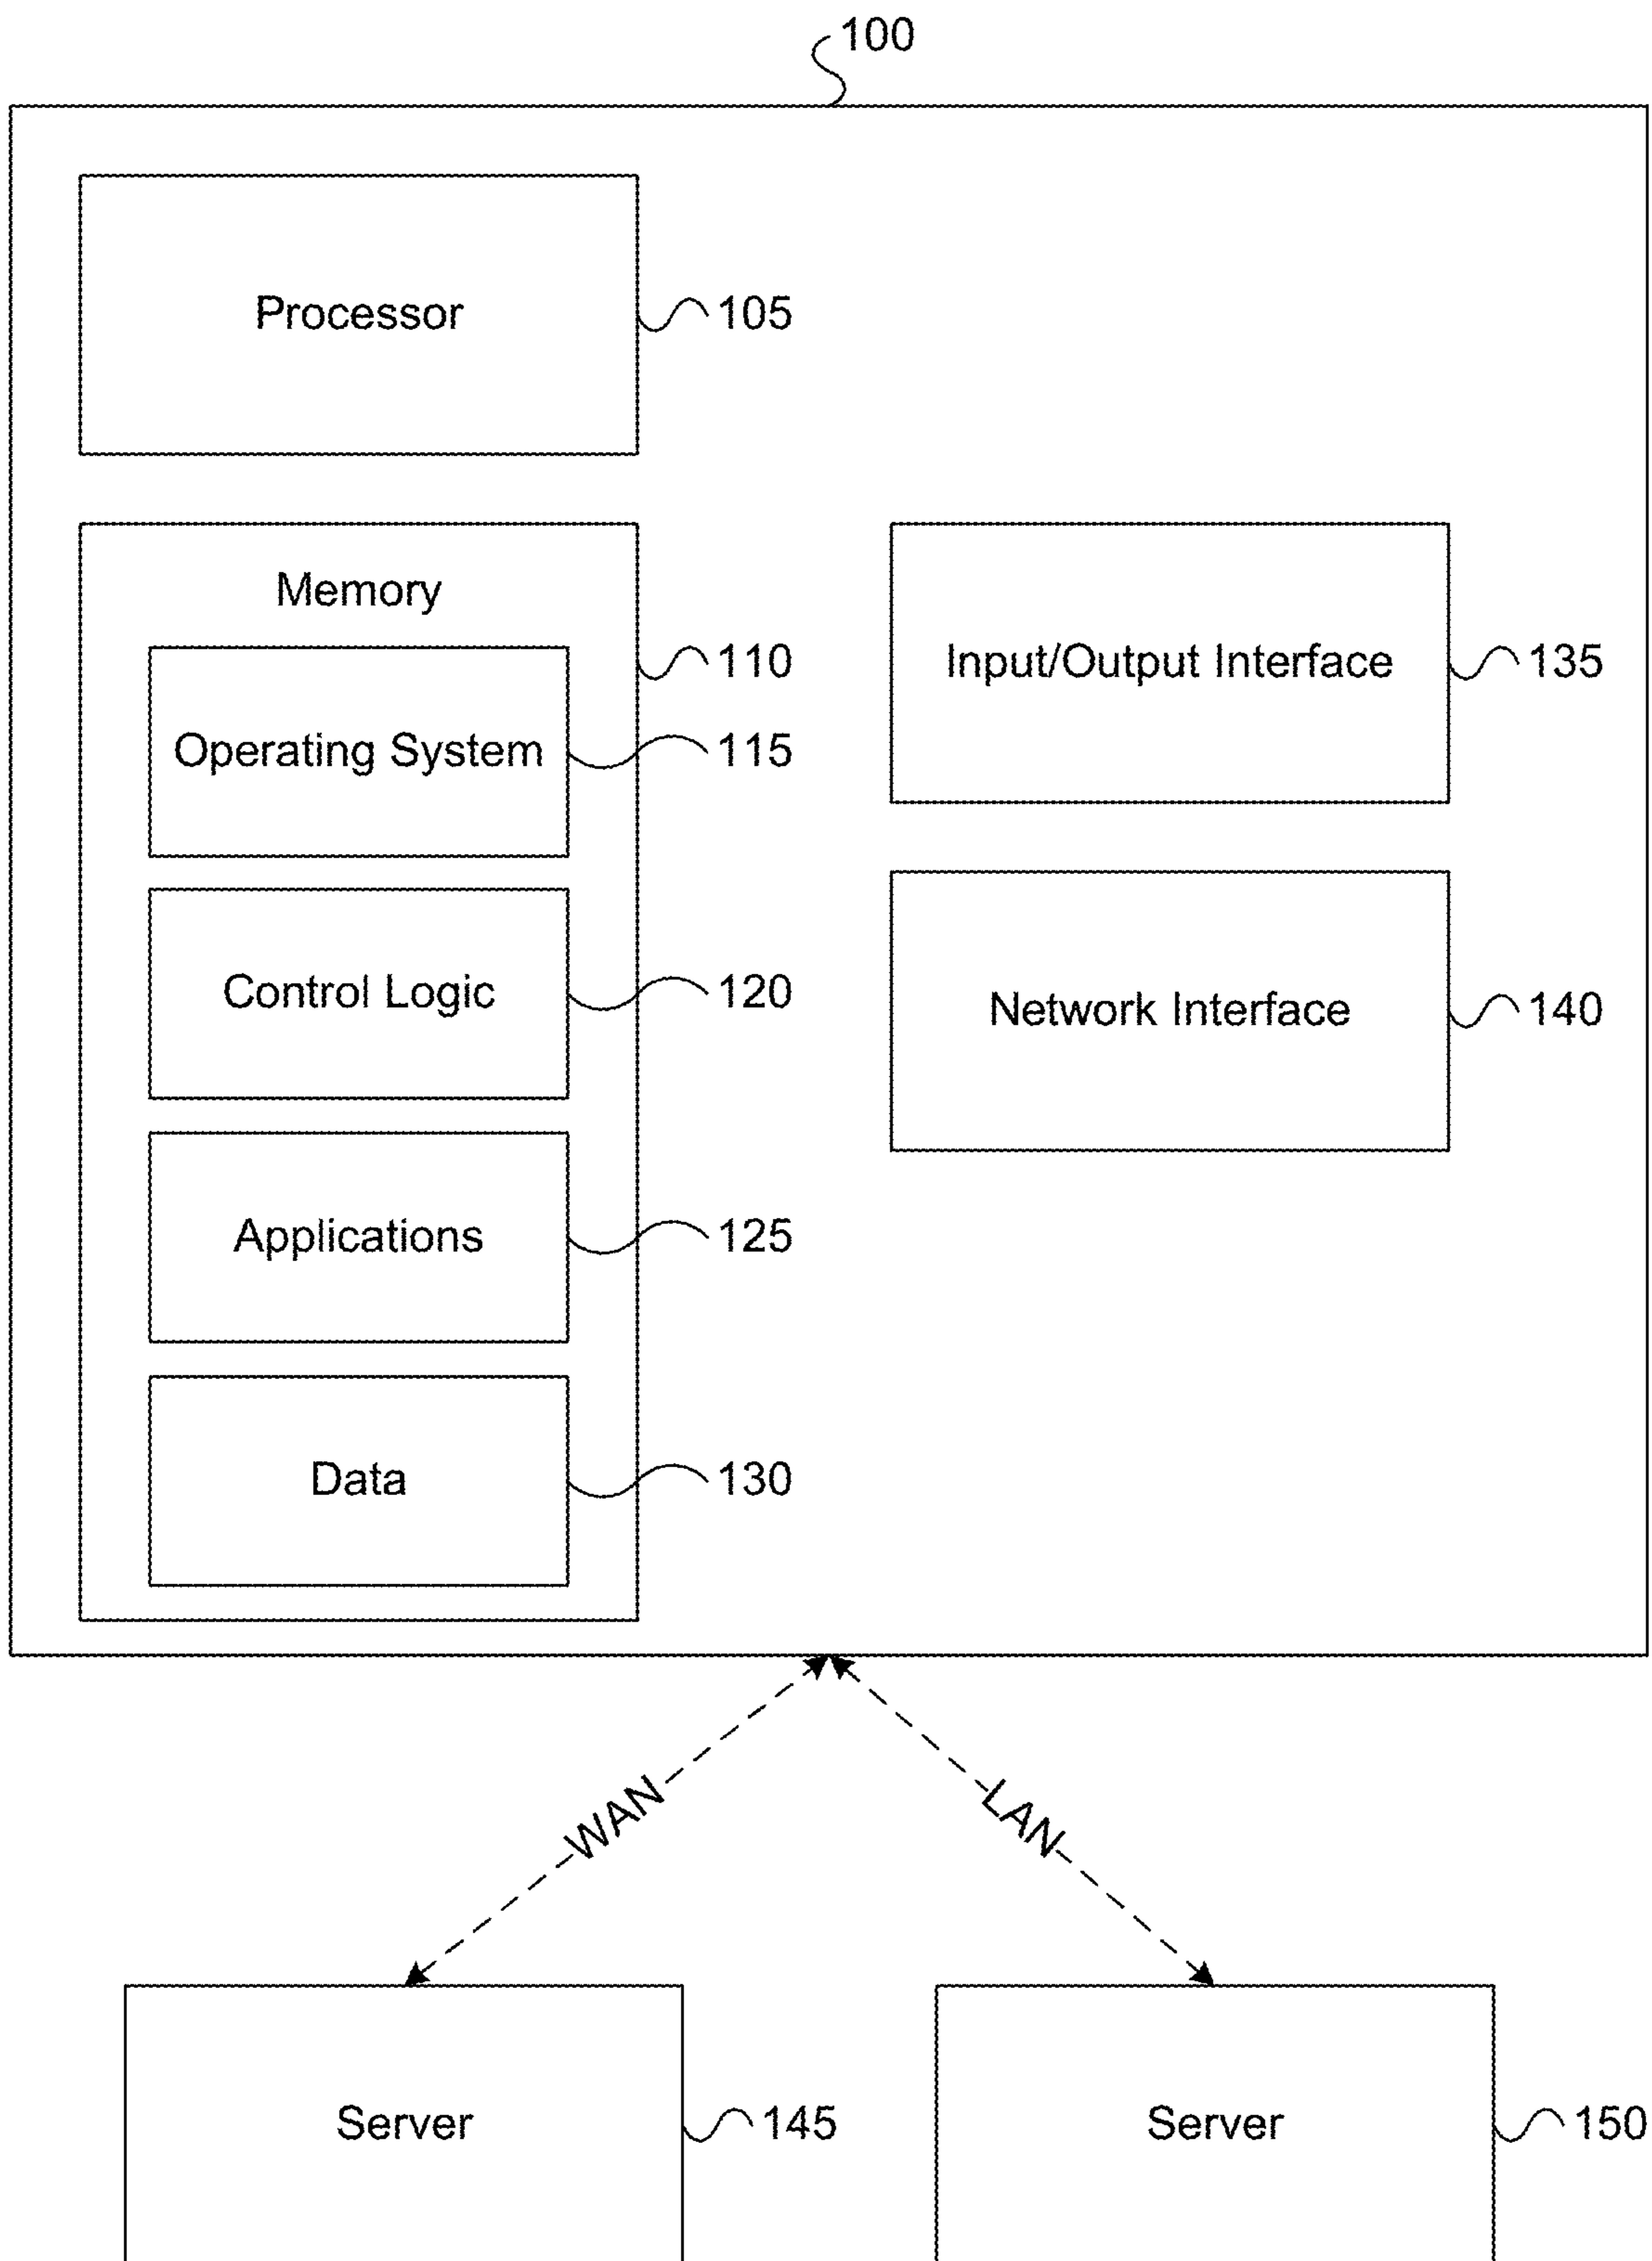 100
Processor
105
Memory
110
Operating System
115
Control Logic
120
Applications
125
Data
130
Input/Output Interface
135
Network Interface
140
WAN
LAN
Server
145
Server
150